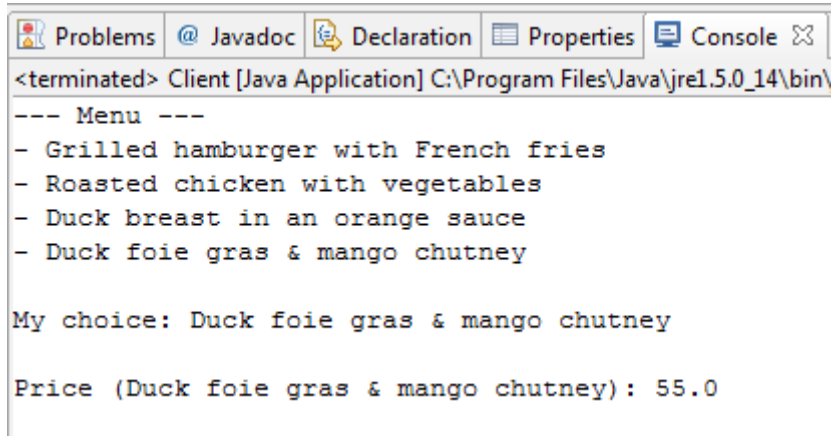 Problems @ Javadoc Declaration Properties Console
<terminated> Client [Java Application] C:\Program Files\Java\jre1.5.0_14\bin\
--- Menu ---
- Grilled hamburger with French fries
- Roasted chicken with vegetables
- Duck breast in an orange sauce
- Duck foie gras & mango chutney
My choice: Duck foie gras & mango chutney
Price (Duck foie gras & mango chutney): 55.0